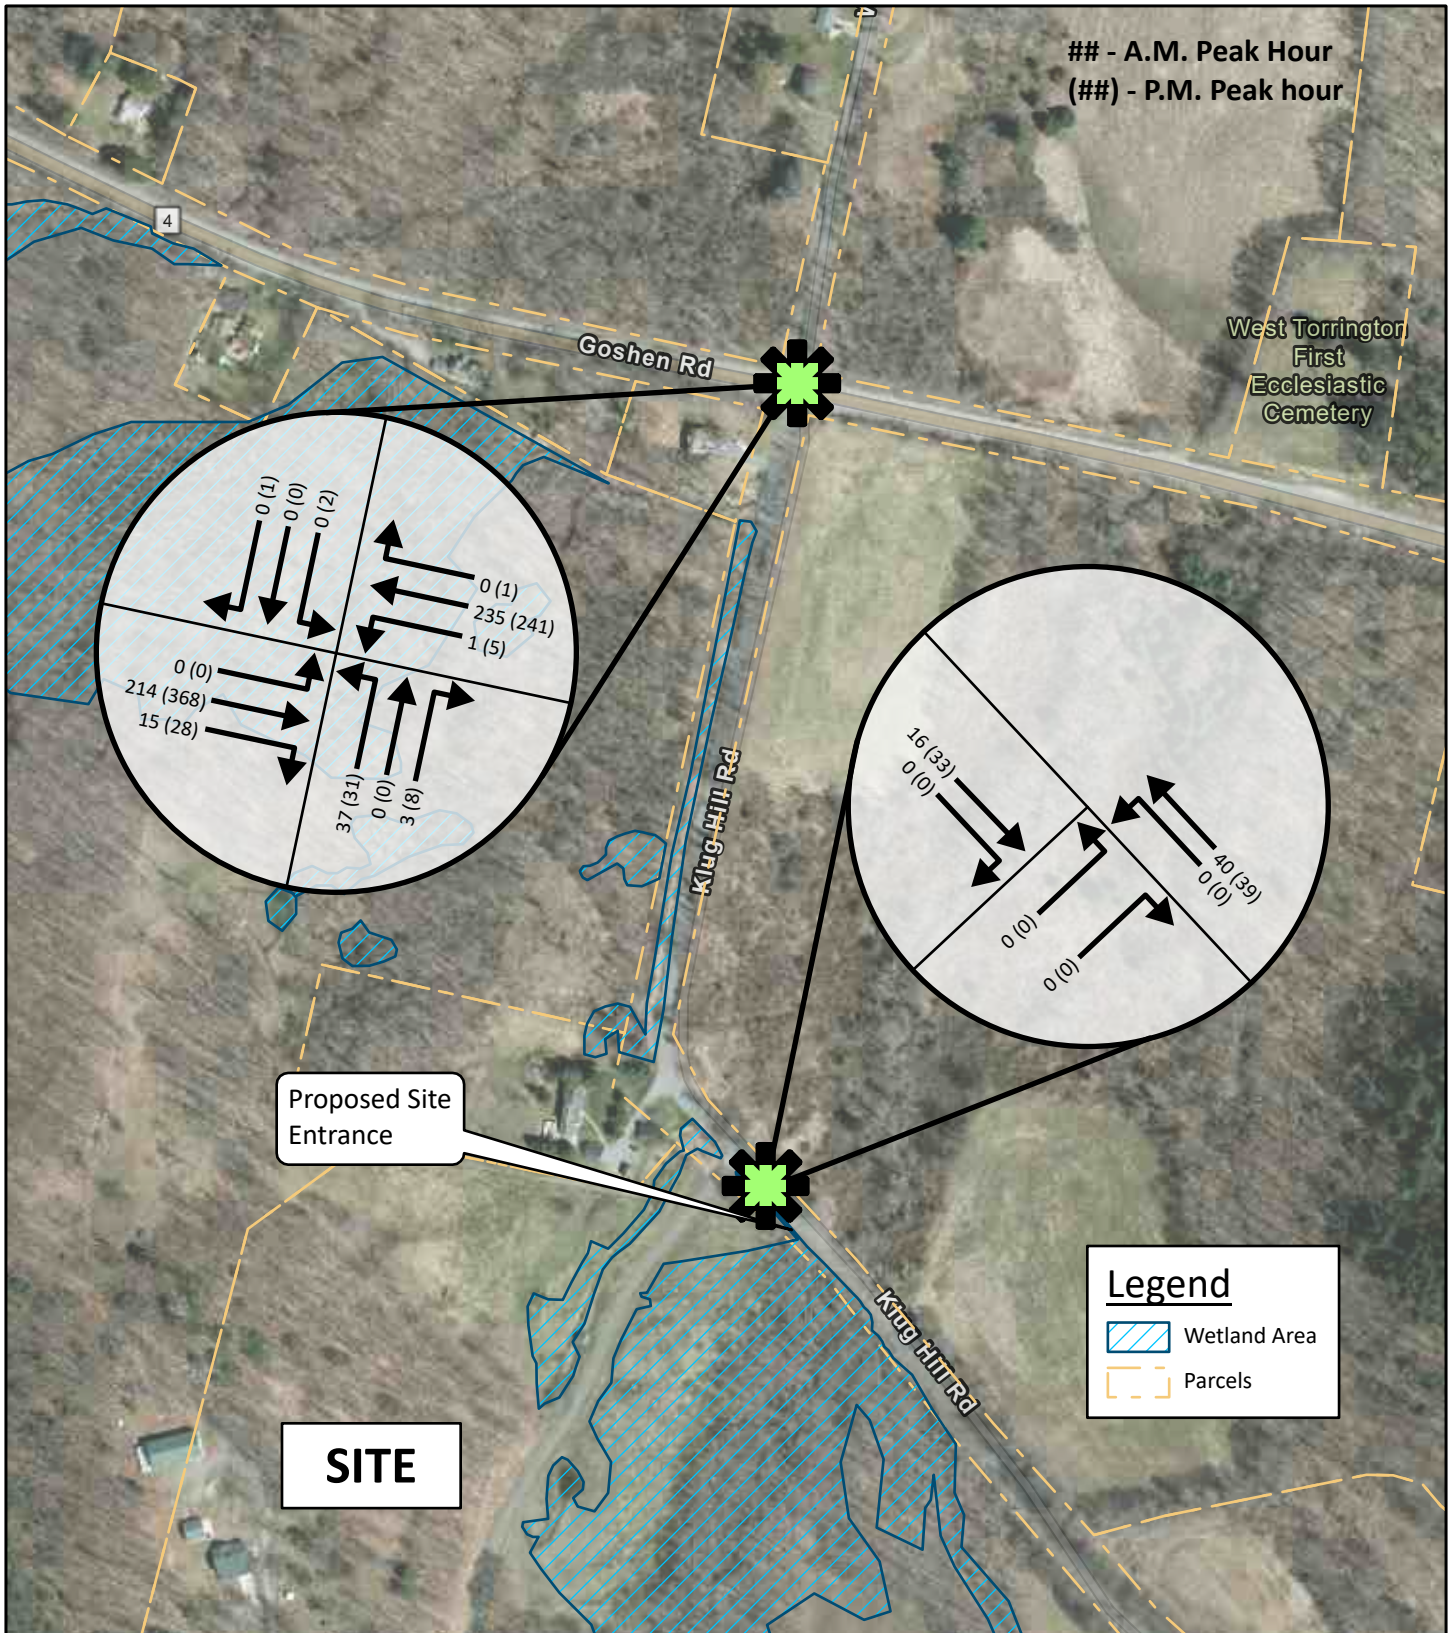 ## - A.M. Peak Hour
(##) - P.M. Peak hour
4
Goshen Rd
West Torrington
First
Ecclesiastic
Cemetery
0 (1)
0 (0)
0 (2)
0 (1)
235 (241)
1 (5)
0 (0)
214 (368)
15 (28)
37 (31)
0 (0)
3 (8)
Klug Hill Rd
16 (33)
0 (0)
40 (39)
0 (0)
0 (0)
0 (0)
Proposed Site
Entrance
Klug Hill Rd
Legend
Wetland Area
Parcels
SITE